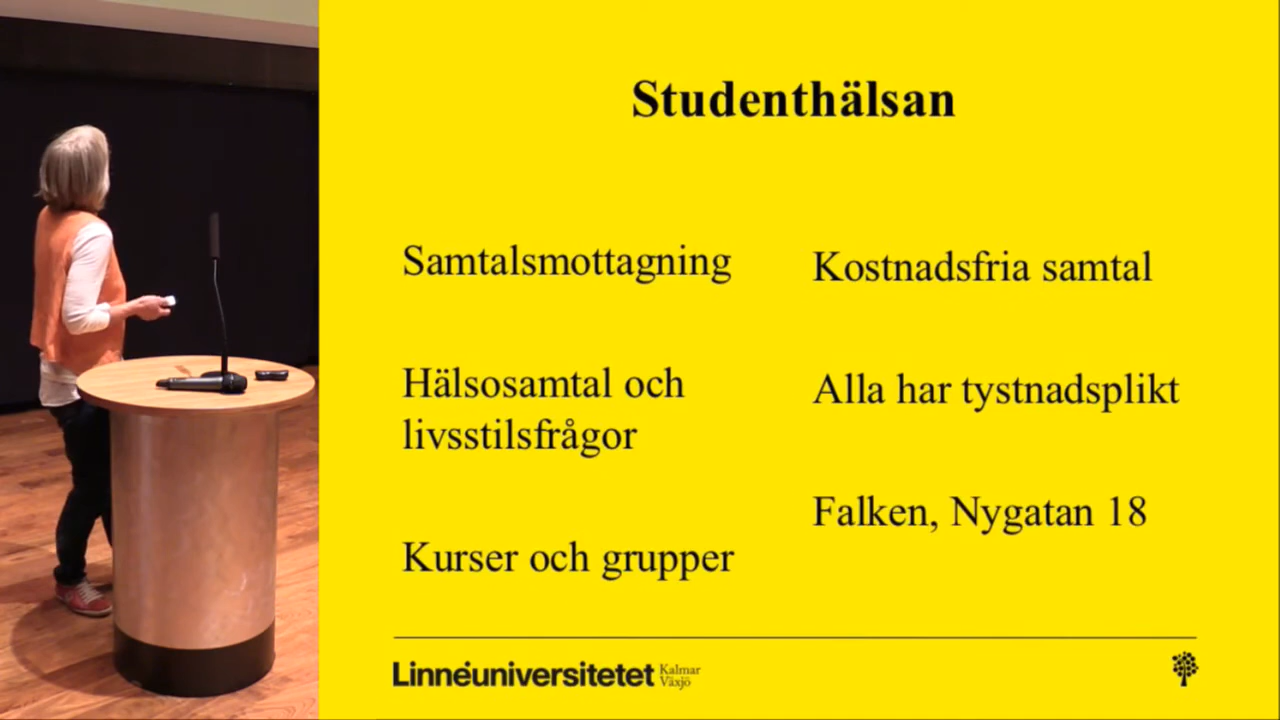 Studenthälsan
Samtalsmottagning
Hälsosamtal och
livsstilsfrågor
Kurser och grupper
Kostnadsfria samtal
Alla har tystnadsplikt
Falken, Nygatan 18
Linnéuniversitetet
Kalmar
Växjö